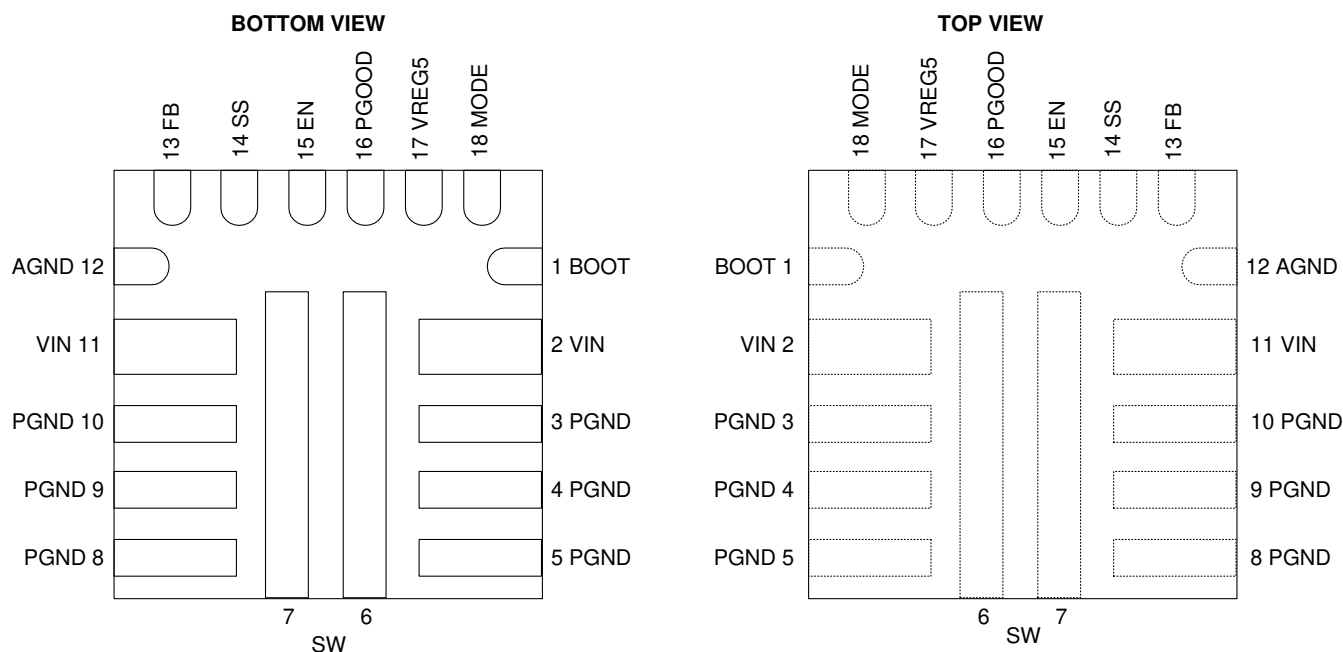 BOTTOM VIEW
13 FB
14 SS
15 EN
16 PGOOD
17 VREG5
18 MODE
AGND 12
1 BOOT
VIN 11
2 VIN
PGND 10
3 PGND
PGND 9
4 PGND
PGND 8
5 PGND
7
6
SW
TOP VIEW
18 MODE
17 VREG5
16 PGOOD
15 EN
14 SS
13 FB
BOOT 1
12 AGND
VIN 2
11 VIN
PGND 3
10 PGND
PGND 4
9 PGND
PGND 5
8 PGND
6
7
SW